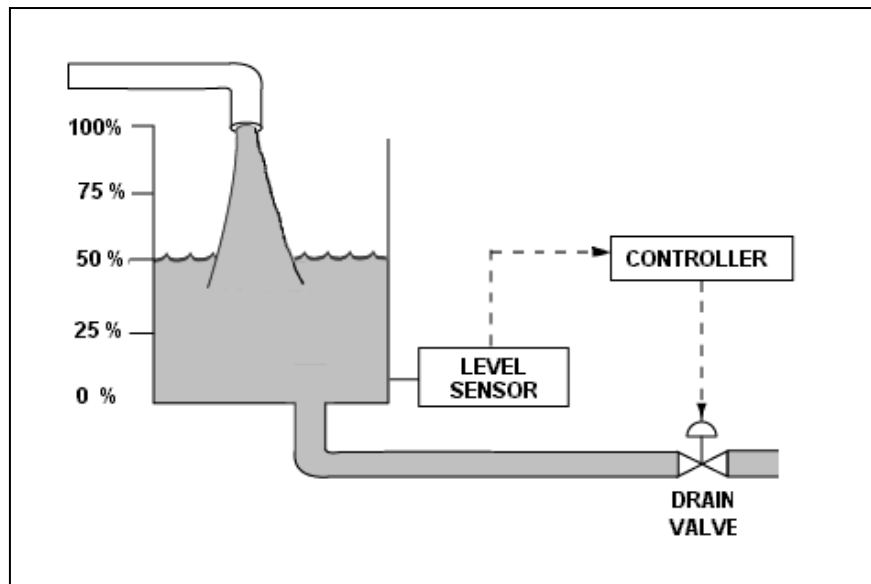 100%
75 %
50 %
25 %
0 %
CONTROLLER
LEVEL
SENSOR
DRAIN
VALVE